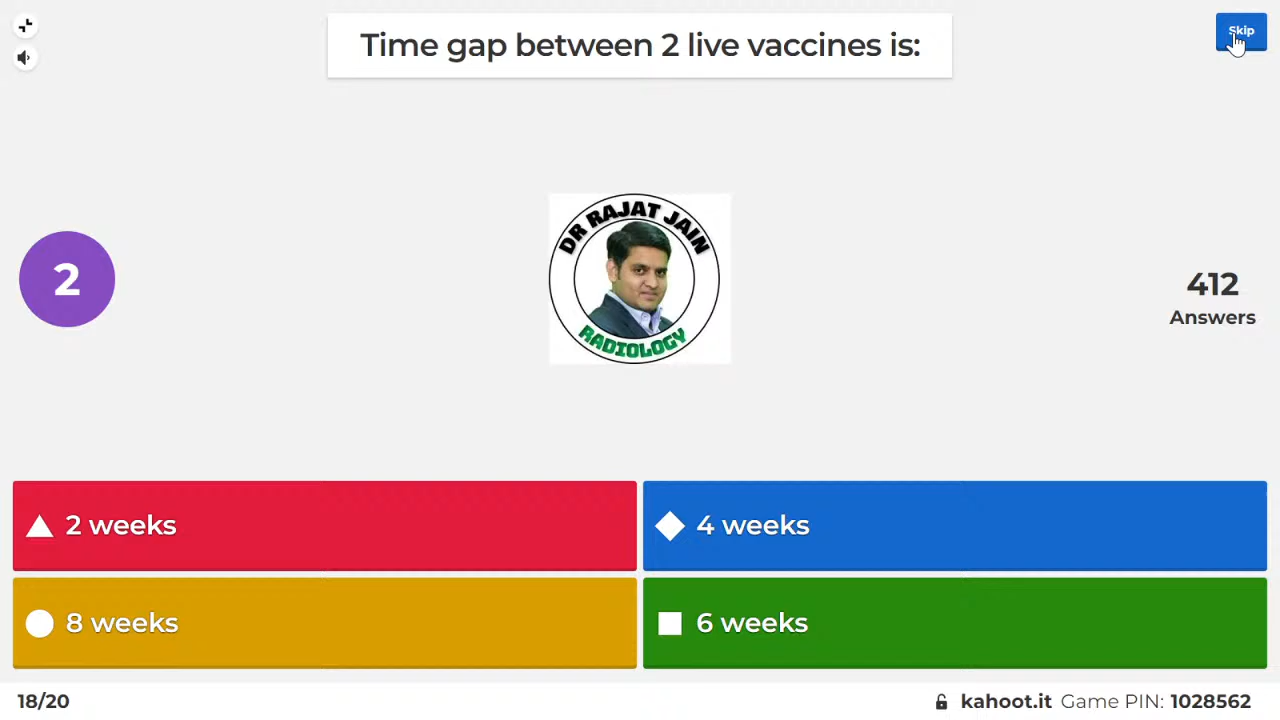 Time gap between 2 live vaccines is:
Skip
DR RAJAT JAIN
RADIOLOGY
2
412
Answers
2 weeks
4 weeks
8 weeks
6 weeks
18/20
kahoot.it Game PIN: 1028562